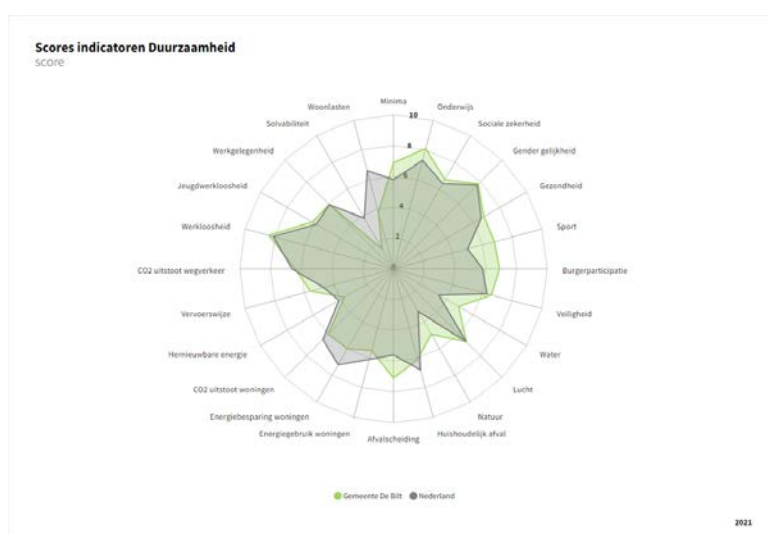 Scores indicatoren Duurzaamheid
score
Minima
Onderwijs
Sociale zekerheid
Gender gelijkheid
Gezondheid
Sport
Burgerparticipatie
Veiligheid
Water
Lucht
Natuur
Huishoudelijk afval
Afvalscheiding
Energiegebruik woningen
Energiebesparing woningen
CO2 uitstoot woningen
Hernieuwbare energie
Vervoerswijze
CO2 uitstoot wegverkeer
Werkloosheid
Jeugdwerkloosheid
Werkgelegenheid
Solvabiliteit
Woonlasten
10
8
6
4
2
Gemeente De Bilt
Nederland
2021